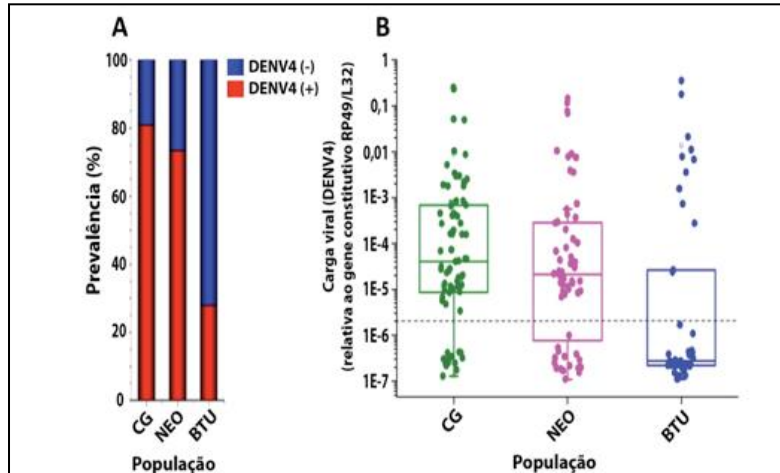 A
DENV4 (-)
DENV4 (+)
Prevalência (%)
100
80
60
40
20
0
CG
NEO
BTU
População
B
Carga viral (DENV4)
(relativa ao gene constitutivo RP49/L32)
1
0,1
0,01
1E-3
1E-4
1E-5
1E-6
1E-7
CG
NEO
BTU
População